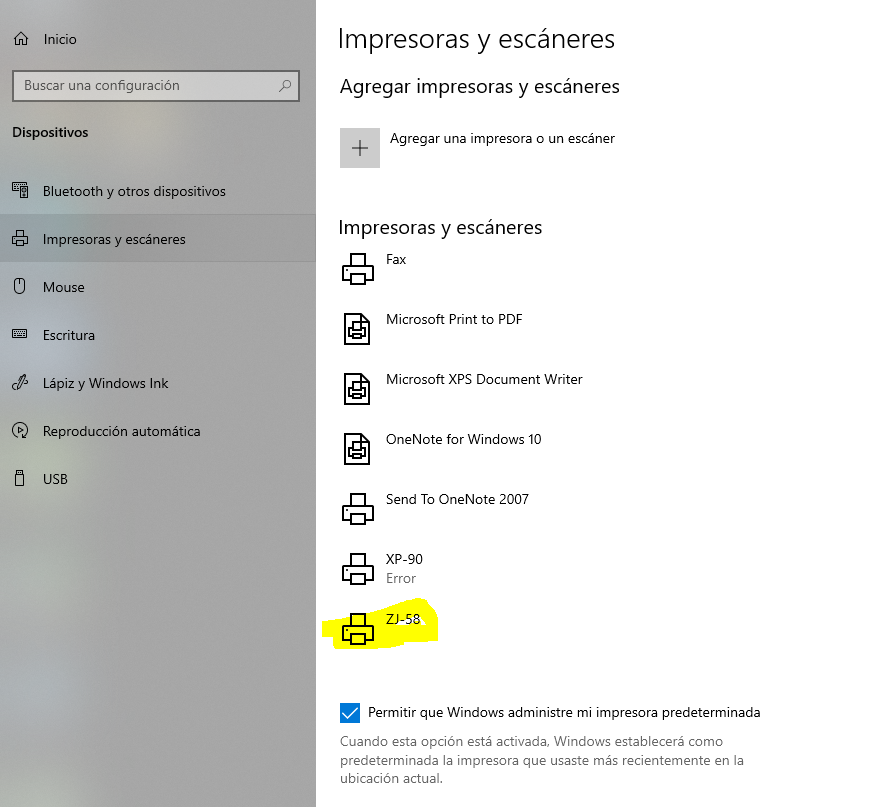 Inicio
Buscar una configuración
Dispositivos
Bluetooth y otros dispositivos
Impresoras y escáneres
Mouse
Escritura
Lápiz y Windows Ink
Reproducción automática
USB
Impresoras y escáneres
Agregar impresoras y escáneres
Agregar una impresora o un escáner
Impresoras y escáneres
Fax
Microsoft Print to PDF
Microsoft XPS Document Writer
OneNote for Windows 10
Send To OneNote 2007
XP-90
Error
ZJ-58
Permitir que Windows administre mi impresora predeterminada
Cuando esta opción está activada, Windows establecerá como
predeterminada la impresora que usaste más recientemente en la
ubicación actual.